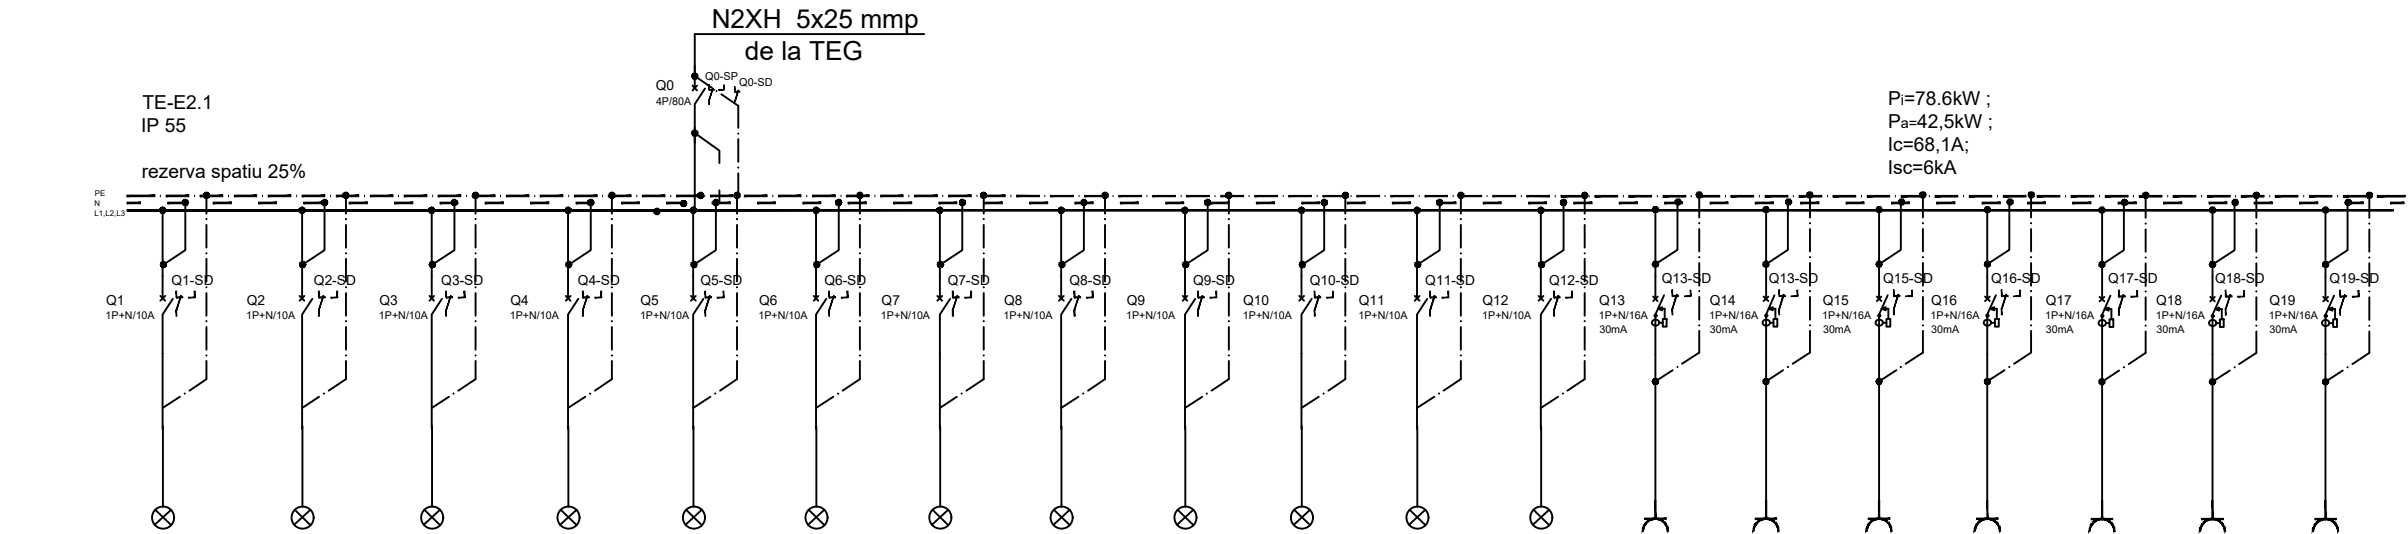 N2XH 5x25 mmp
de la TEG
Q0
4P/80A
Q0-SP
Q0-SD
TE-E2.1
IP 55
rezerva spatiu 25%
Pi=78.6kW ;
Pa=42,5kW ;
Ic=68,1A;
Isc=6kA
PE
N
L1,L2,L3
Q1-SD
Q1
1P+N/10A
Q2-SD
Q2
1P+N/10A
Q3-SD
Q3
1P+N/10A
Q4-SD
Q4
1P+N/10A
Q5-SD
Q5
1P+N/10A
Q6-SD
Q6
1P+N/10A
Q7-SD
Q7
1P+N/10A
Q8-SD
Q8
1P+N/10A
Q9-SD
Q9
1P+N/10A
Q10-SD
Q10
1P+N/10A
Q11-SD
Q11
1P+N/10A
Q12-SD
Q12
1P+N/10A
Q13-SD
Q13
1P+N/16A
30mA
Q13-SD
Q14
1P+N/16A
30mA
Q15-SD
Q15
1P+N/16A
30mA
Q16-SD
Q16
1P+N/16A
30mA
Q17-SD
Q17
1P+N/16A
30mA
Q18-SD
Q18
1P+N/16A
30mA
Q19-SD
Q19
1P+N/16A
30mA